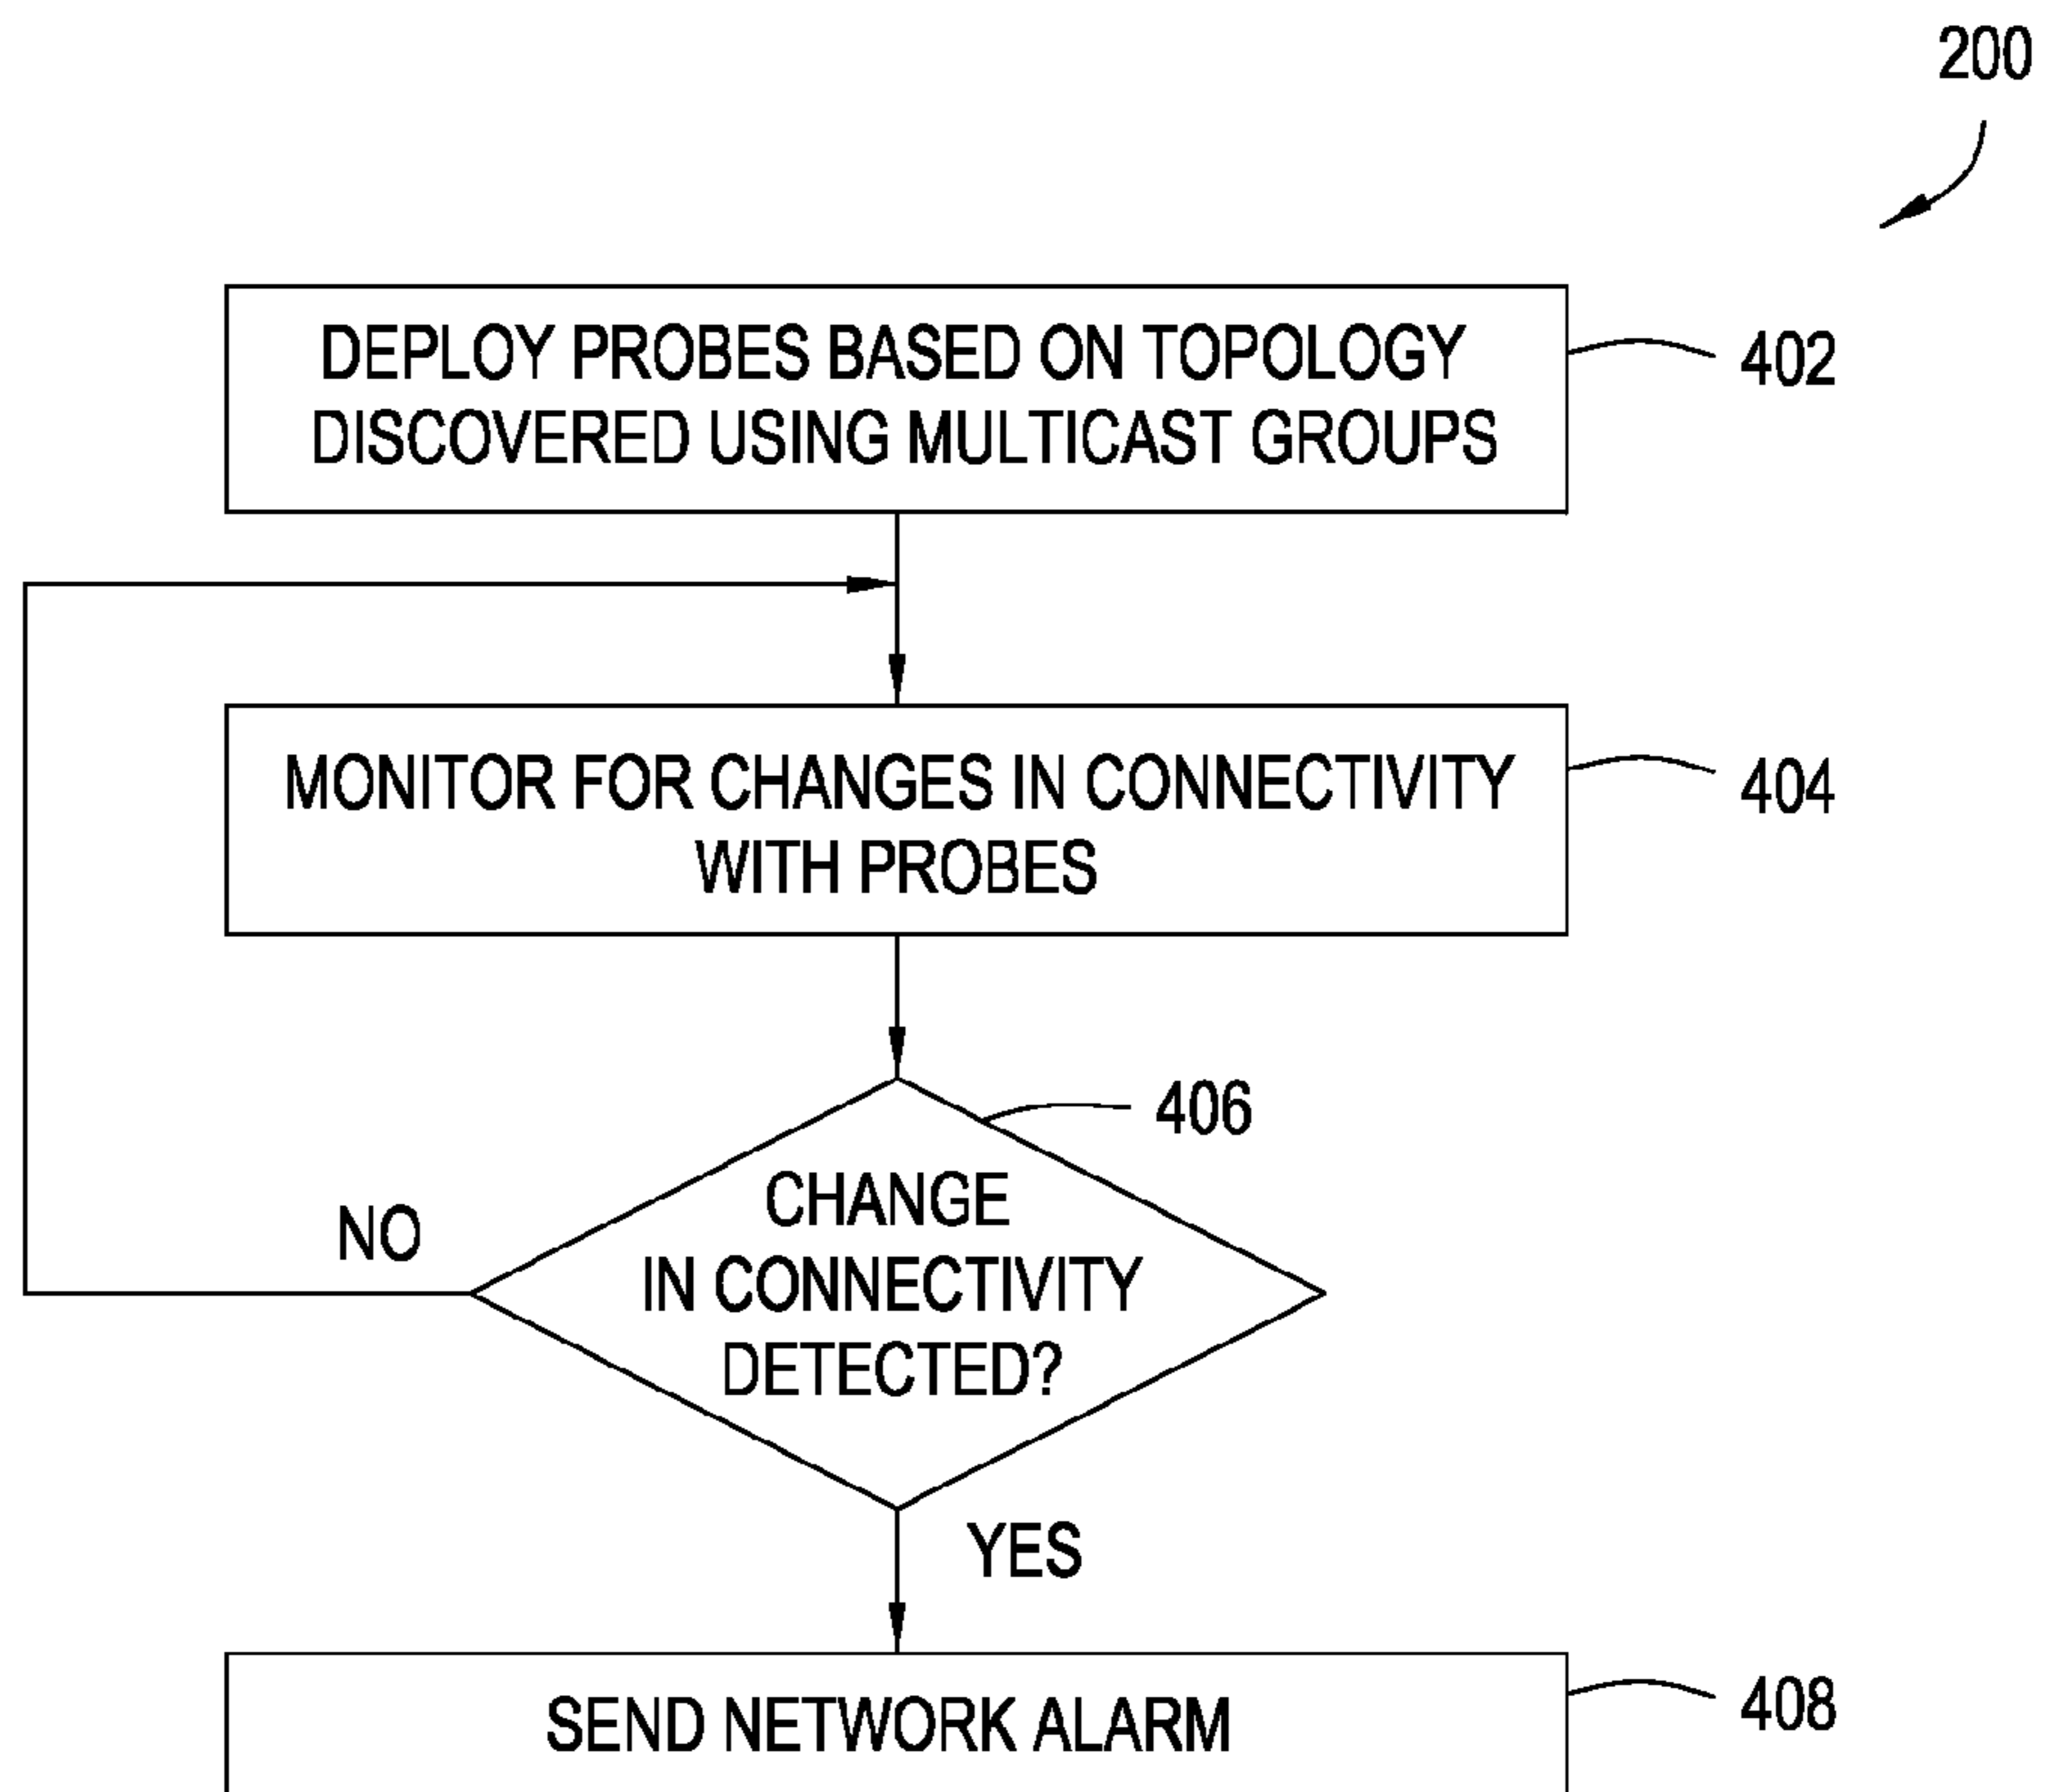 200
DEPLOY PROBES BASED ON TOPOLOGY
DISCOVERED USING MULTICAST GROUPS
402
MONITOR FOR CHANGES IN CONNECTIVITY
WITH PROBES
404
406
CHANGE
IN CONNECTIVITY
DETECTED?
NO
YES
SEND NETWORK ALARM
408